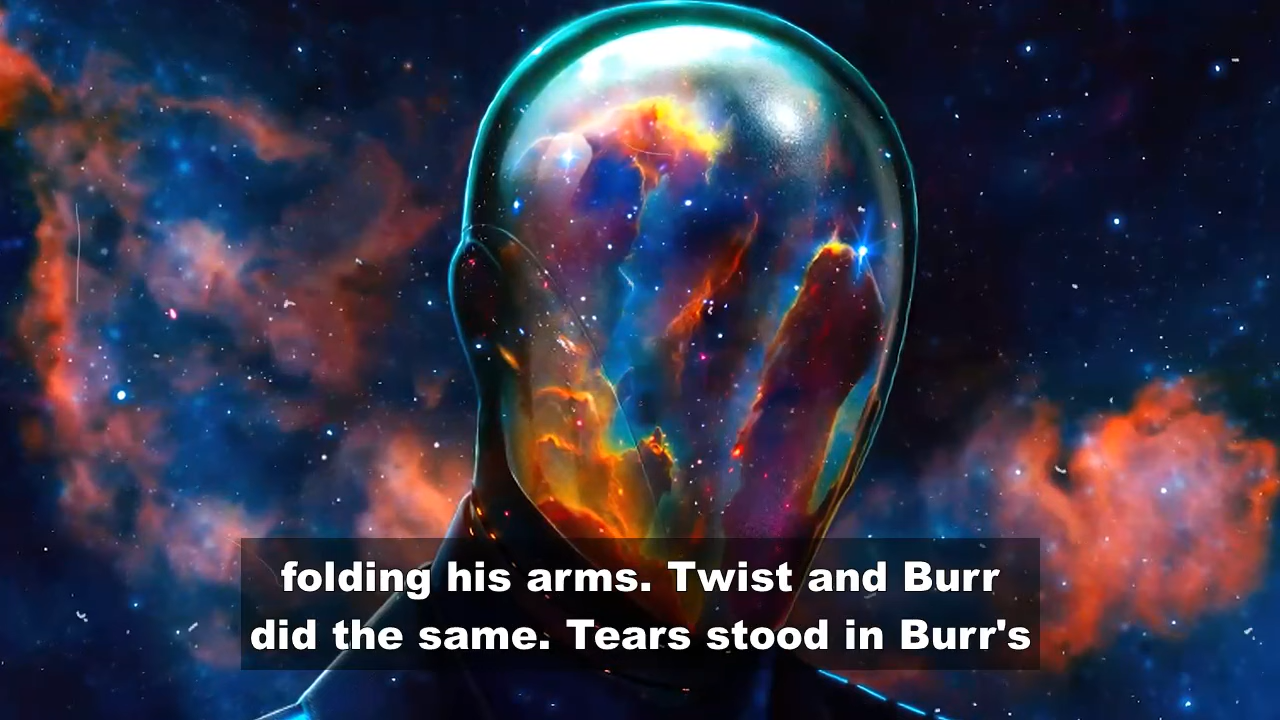 folding his arms. Twist and Burr
did the same. Tears stood in Burr's